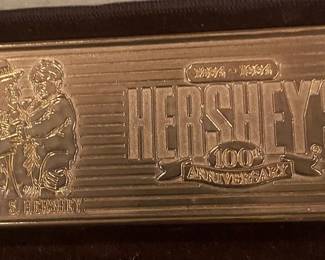 1894 - 1994
HERSHEY'S
®
100th
ANNIVERSARY
S. HERSHEY